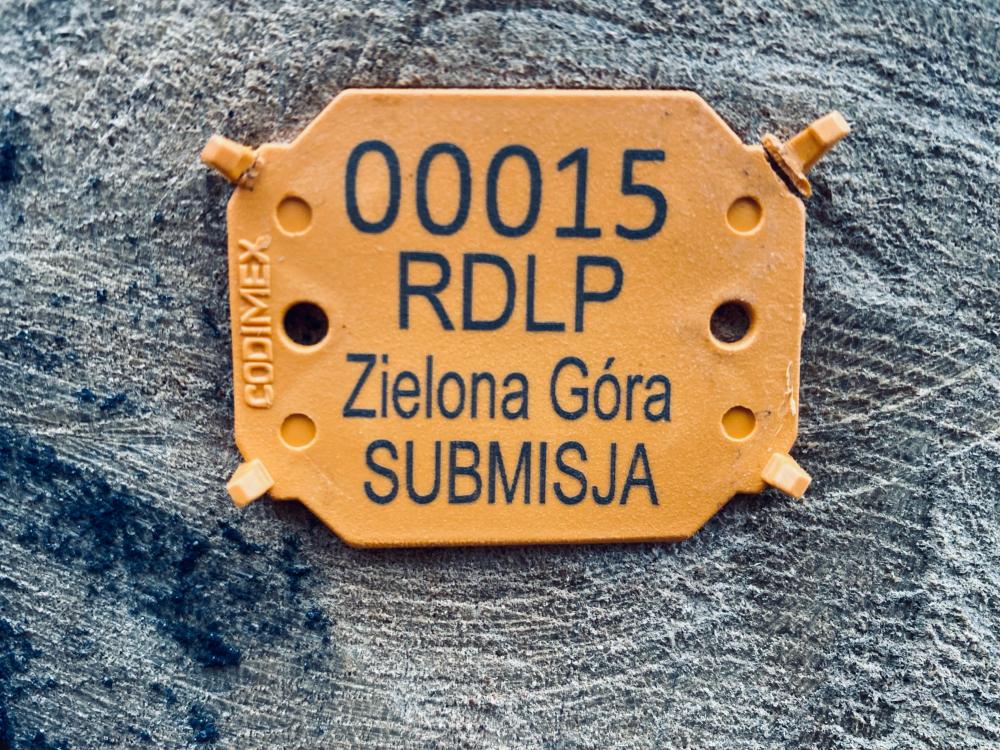 00015
RDLP
Zielona Góra
SUBMISJA
CODIMEX